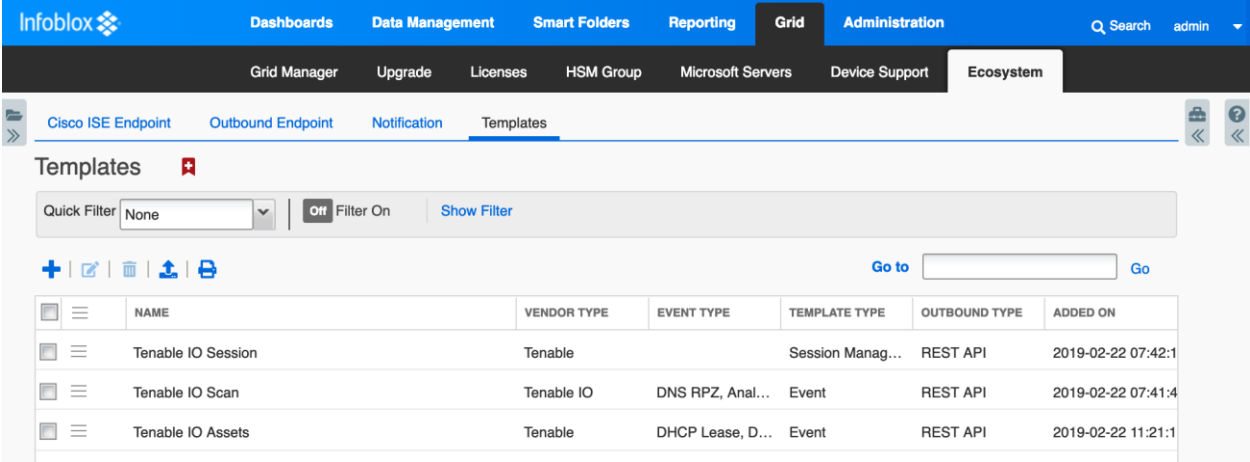 Infoblox Dashboards Data Management Smart Folders Reporting Grid Administration Search admin
Grid Manager Upgrade Licenses HSM Group Microsoft Servers Device Support Ecosystem
Cisco ISE Endpoint Outbound Endpoint Notification Templates
Templates
Quick Filter None Off Filter On Show Filter
Go to Go
NAME VENDOR TYPE EVENT TYPE TEMPLATE TYPE OUTBOUND TYPE ADDED ON
Tenable IO Session Tenable Session Manag... REST API 2019-02-22 07:42:1
Tenable IO Scan Tenable IO DNS RPZ, Anal... Event REST API 2019-02-22 07:41:4
Tenable IO Assets Tenable DHCP Lease, D... Event REST API 2019-02-22 11:21:1